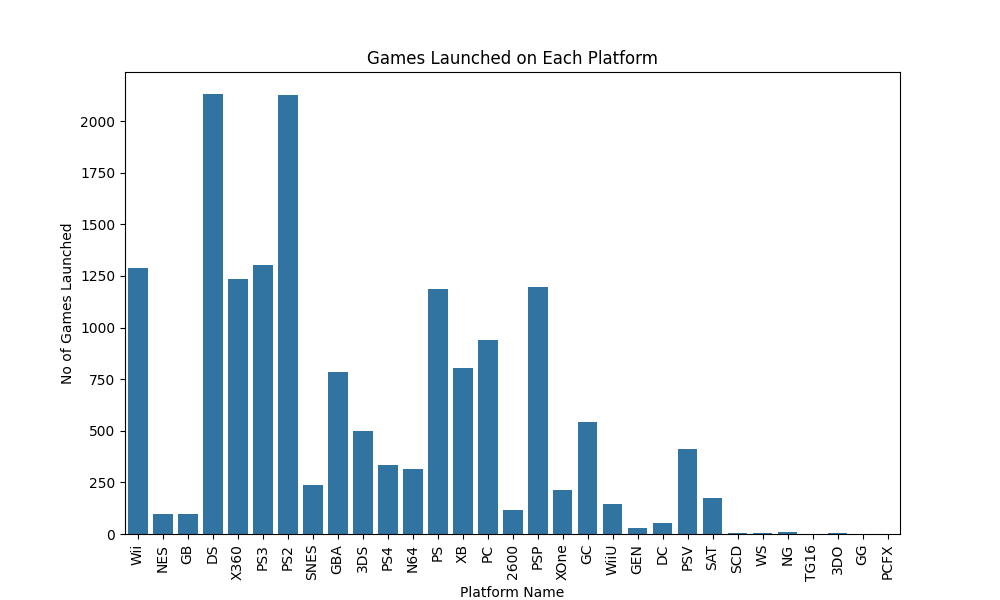 Games Launched on Each Platform
No of Games Launched
2000
1750
1500
1250
1000
750
500
250
0
Wii
NES
GB
DS
X360
PS3
PS2
SNES
GBA
3DS
PS4
N64
PS
XB
PC
2600
PSP
XOne
GC
WiiU
GEN
DC
PSV
SAT
SCD
WS
NG
TG16
3DO
GG
PCFX
Platform Name